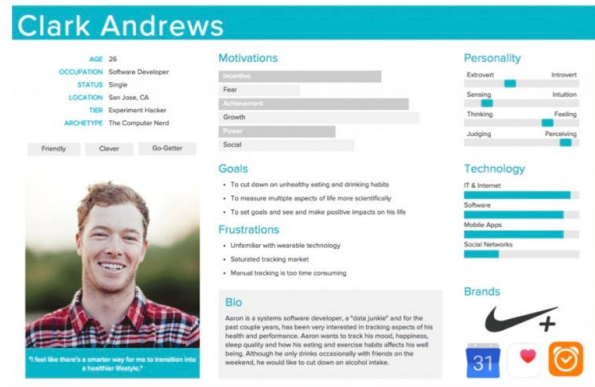 Clark Andrews
AGE 26
OCCUPATION Software Developer
STATUS Single
LOCATION San Jose, CA
TIER Experiment Hacker
ARCHETYPE The Computer Nerd
Friendly Clever Go-Getter
"I feel like there's a smarter way for me to transition into
a healthier lifestyle."
Motivations
Incentive
Fear
Achievement
Growth
Power
Social
Goals
• To cut down on unhealthy eating and drinking habits
• To measure multiple aspects of life more scientifically
• To set goals and see and make positive impacts on his life
Frustrations
• Unfamiliar with wearable technology
• Saturated tracking market
• Manual tracking is too time consuming
Bio
Aaron is a systems software developer, a "data junkie" and for the
past couple years, has been very interested in tracking aspects of his
health and performance. Aaron wants to track his mood, happiness,
sleep quality and how his eating and exercise habits affects his well
being. Although he only drinks occasionally with friends on the
weekend, he would like to cut down on alcohol intake.
Personality
Extrovert Introvert
Sensing Intuition
Thinking Feeling
Judging Perceiving
Technology
IT & Internet
Software
Mobile Apps
Social Networks
Brands
+
31